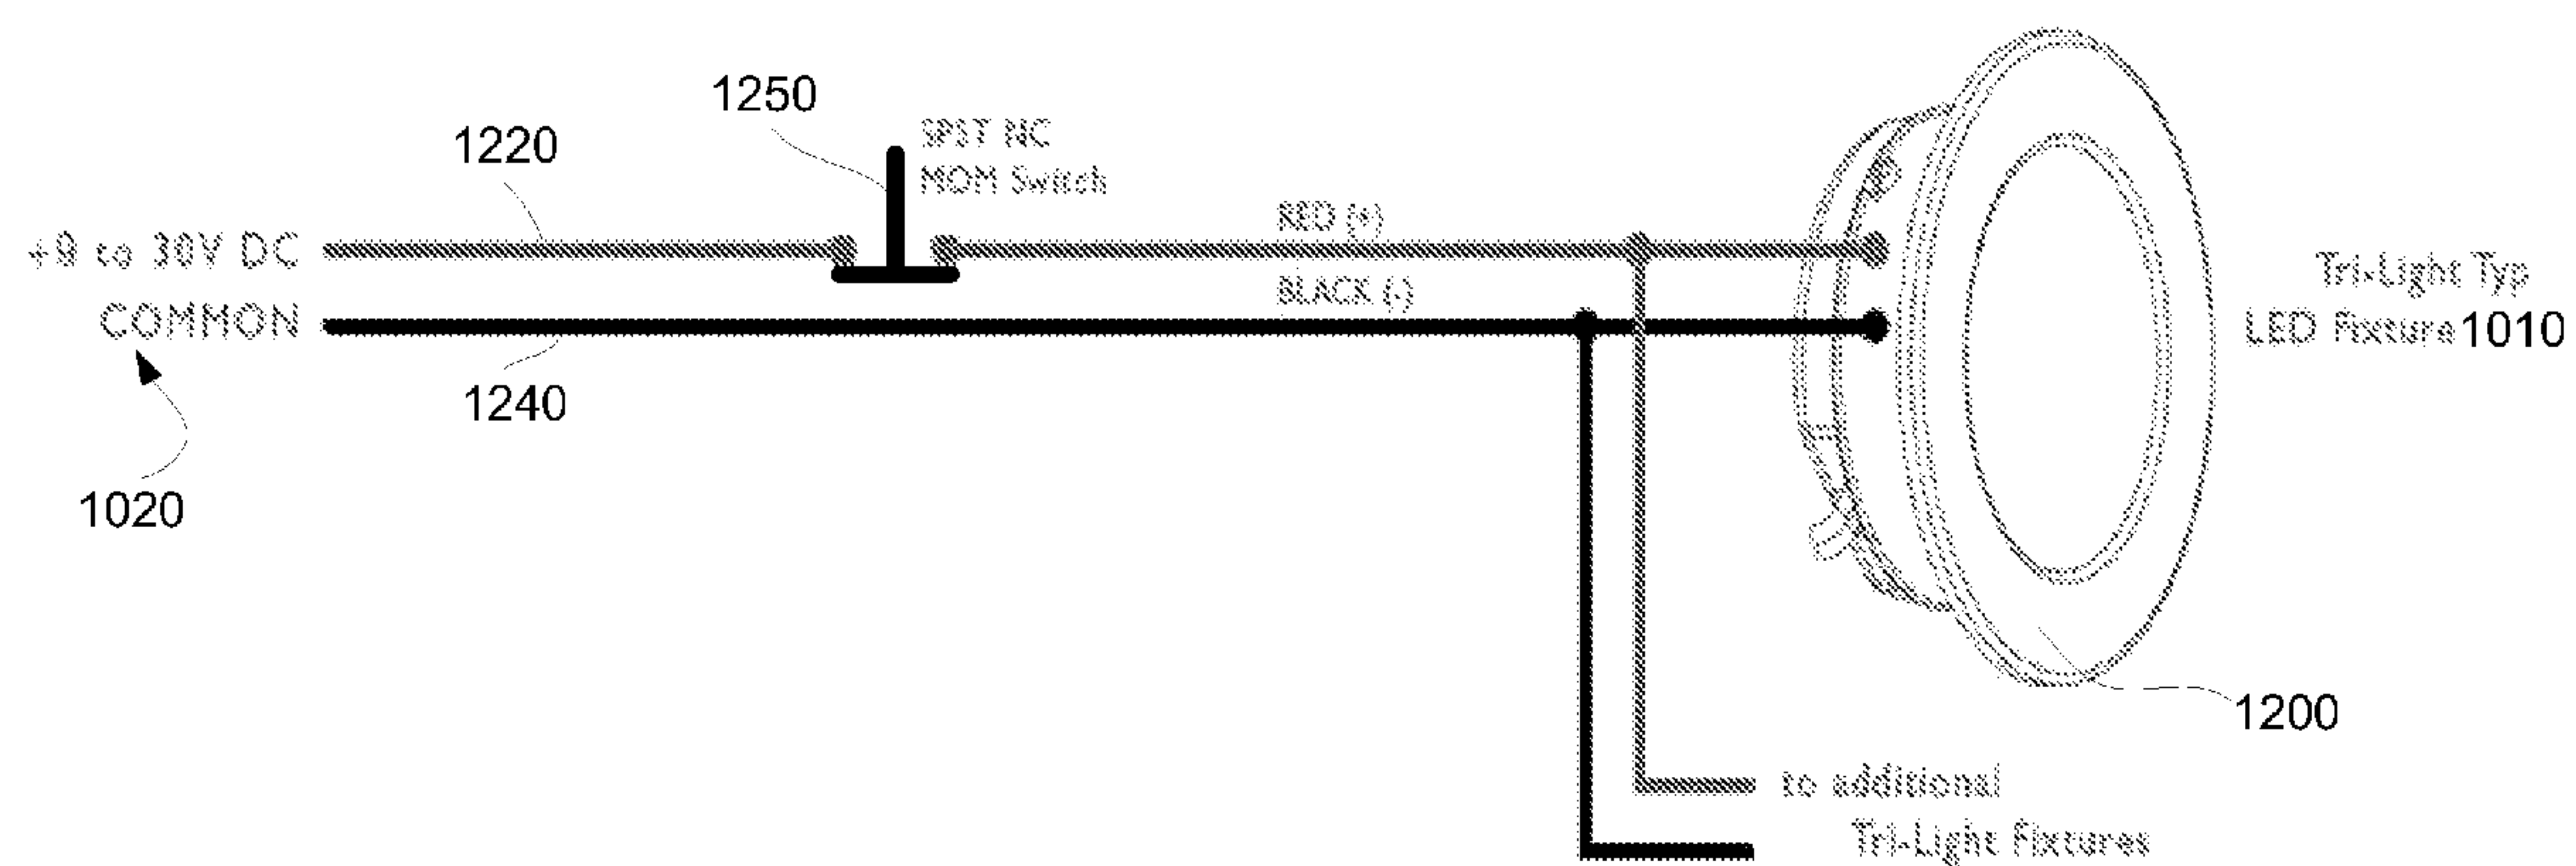 1250
SPST NC
MOM Switch
1220
RED (+)
+9 to 30V DC
BLACK (-)
COMMON
Tri-Light Typ
LED Fixture 1010
1240
1020
1200
to additional
Tri-Light Fixtures